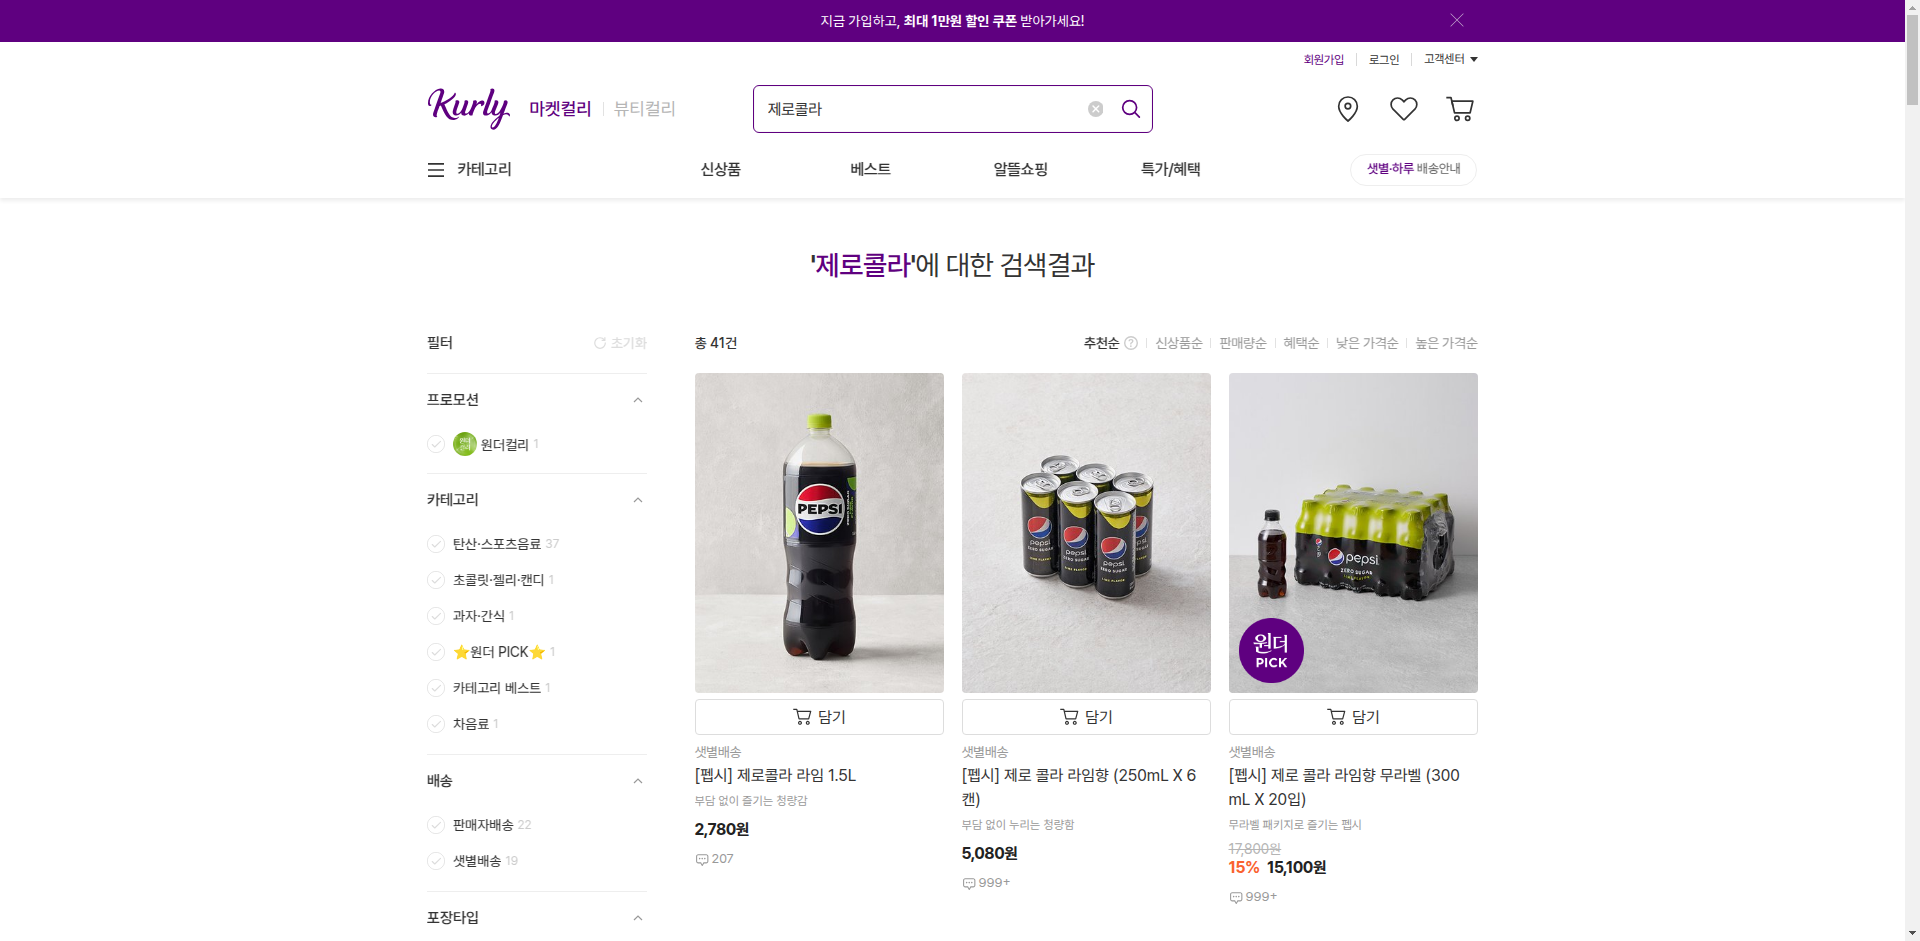 지금 가입하고, 최대 1만원 할인 쿠폰 받아가세요!
회원가입
로그인
고객센터
Kurly
마켓컬리
뷰티컬리
제로콜라
카테고리
신상품
베스트
알뜰쇼핑
특가/혜택
샛별·하루 배송안내
'제로콜라'에 대한 검색결과
필터
초기화
총 41건
추천순
신상품순
판매량순
혜택순
낮은 가격순
높은 가격순
프로모션
원더컬리 1
카테고리
탄산·스포츠음료 37
초콜릿·젤리·캔디 1
과자·간식 1
⭐원더 PICK⭐ 1
카테고리 베스트 1
차음료 1
배송
판매자배송 22
샛별배송 19
포장타입
PEPSI
담기
샛별배송
[펩시] 제로콜라 라임 1.5L
부담 없이 즐기는 청량감
2,780원
207
pepsi
ZERO SUGAR
pepsi
ZERO SUGAR
pepsi
ZERO SUGAR
담기
샛별배송
[펩시] 제로 콜라 라임향 (250mL X 6
캔)
부담 없이 누리는 청량함
5,080원
999+
pepsi
ZERO SUGAR
원더
PICK
담기
샛별배송
[펩시] 제로 콜라 라임향 무라벨 (300
mL X 20입)
무라벨 패키지로 즐기는 펩시
17,800원
15% 15,100원
999+